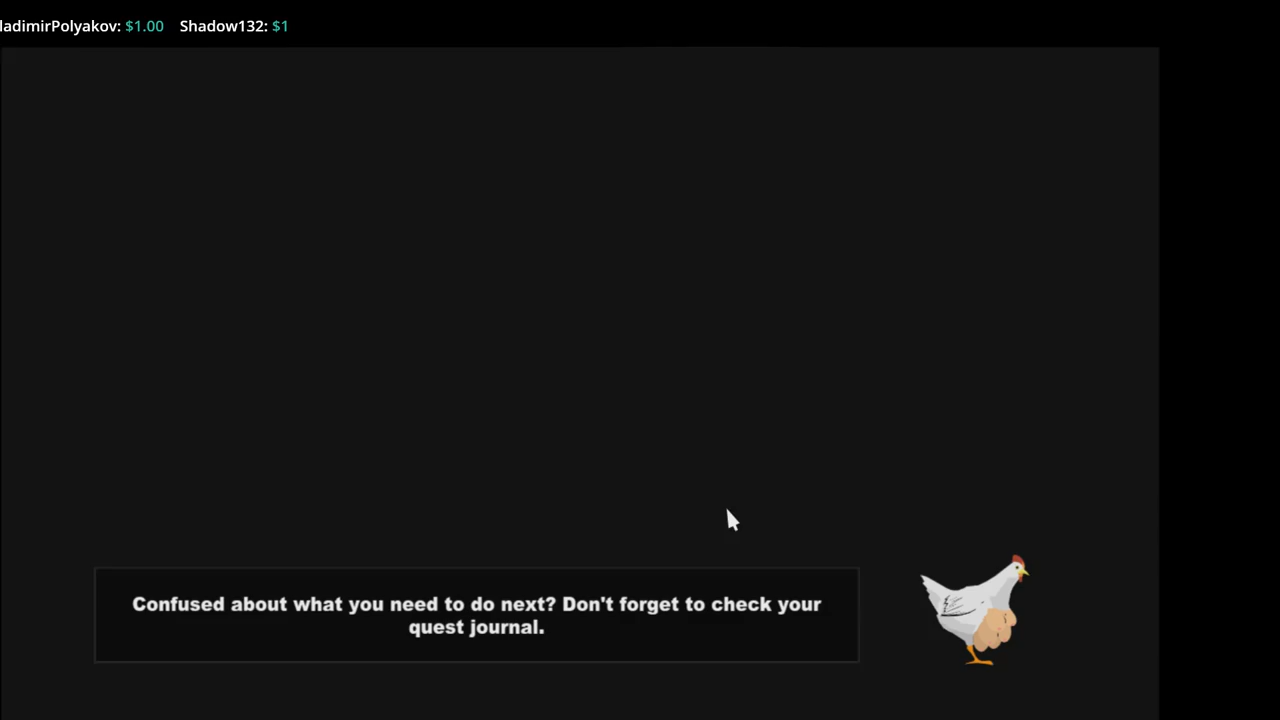 ladimirPolyakov: $1.00 Shadow132: $1
Confused about what you need to do next? Don't forget to check your
quest journal.